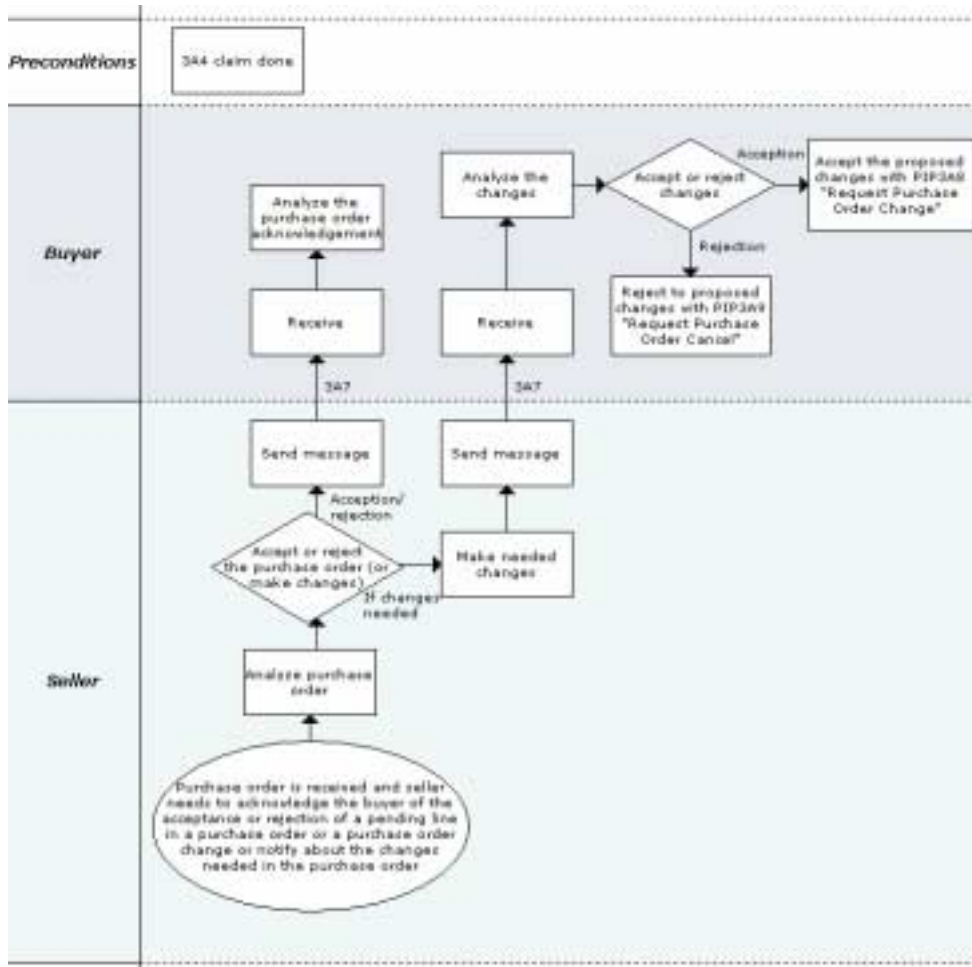 Preconditions
3A4 claim done
Buyer
Analyze the
purchase order
acknowledgement
Receive
3A7
Analyze the
changes
Receive
3A7
Accept or reject
changes
Acception
Accept the proposed
changes with PIP3A8
"Request Purchase
Order Change"
Rejection
Reject to proposed
changes with PIP3A9
"Request Purchase
Order Cancel"
Seller
Send message
Acception/
rejection
Accept or reject
the purchase order (or
make changes)
If changes
needed
Send message
Make needed
changes
Analyze purchase
order
Purchase order is received and seller
needs to acknowledge the buyer of the
acceptance or rejection of a pending line
in a purchase order or a purchase order
change or notify about the changes
needed in the purchase order